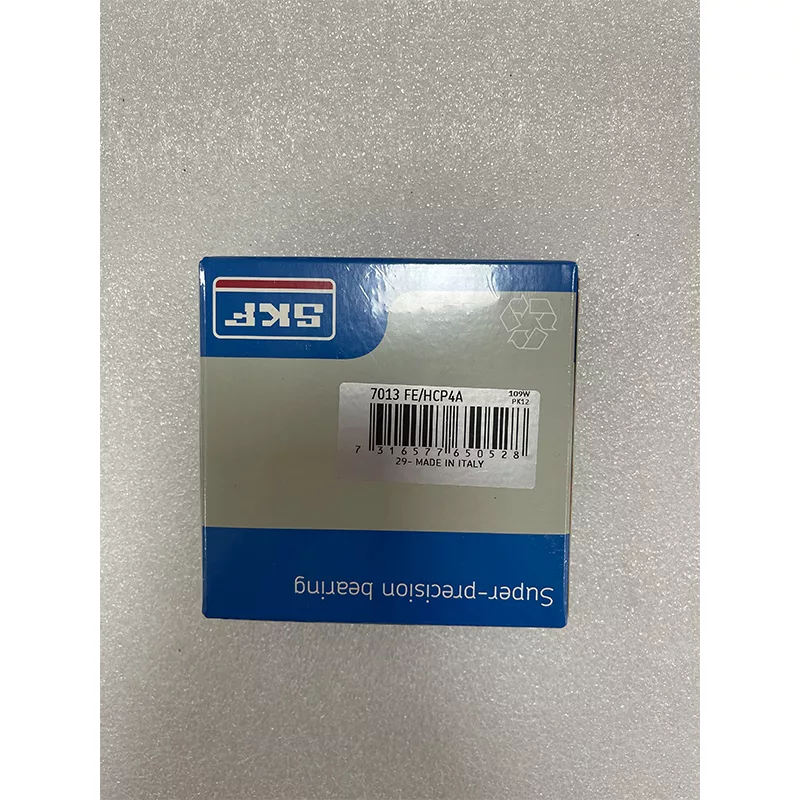 SKF
7013 FE/HCP4A
109W
PK12
7 316577 650528
29- MADE IN ITALY
Super-precision bearing